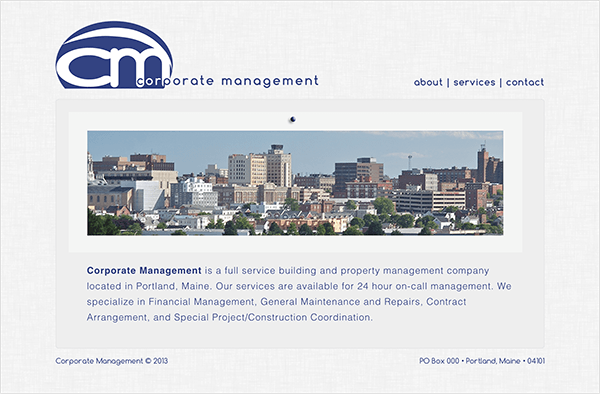 cm
corporate management
about | services | contact
Corporate Management is a full service building and property management company
located in Portland, Maine. Our services are available for 24 hour on-call management. We
specialize in Financial Management, General Maintenance and Repairs, Contract
Arrangement, and Special Project/Construction Coordination.
Corporate Management © 2013
PO Box 000 • Portland, Maine • 04101